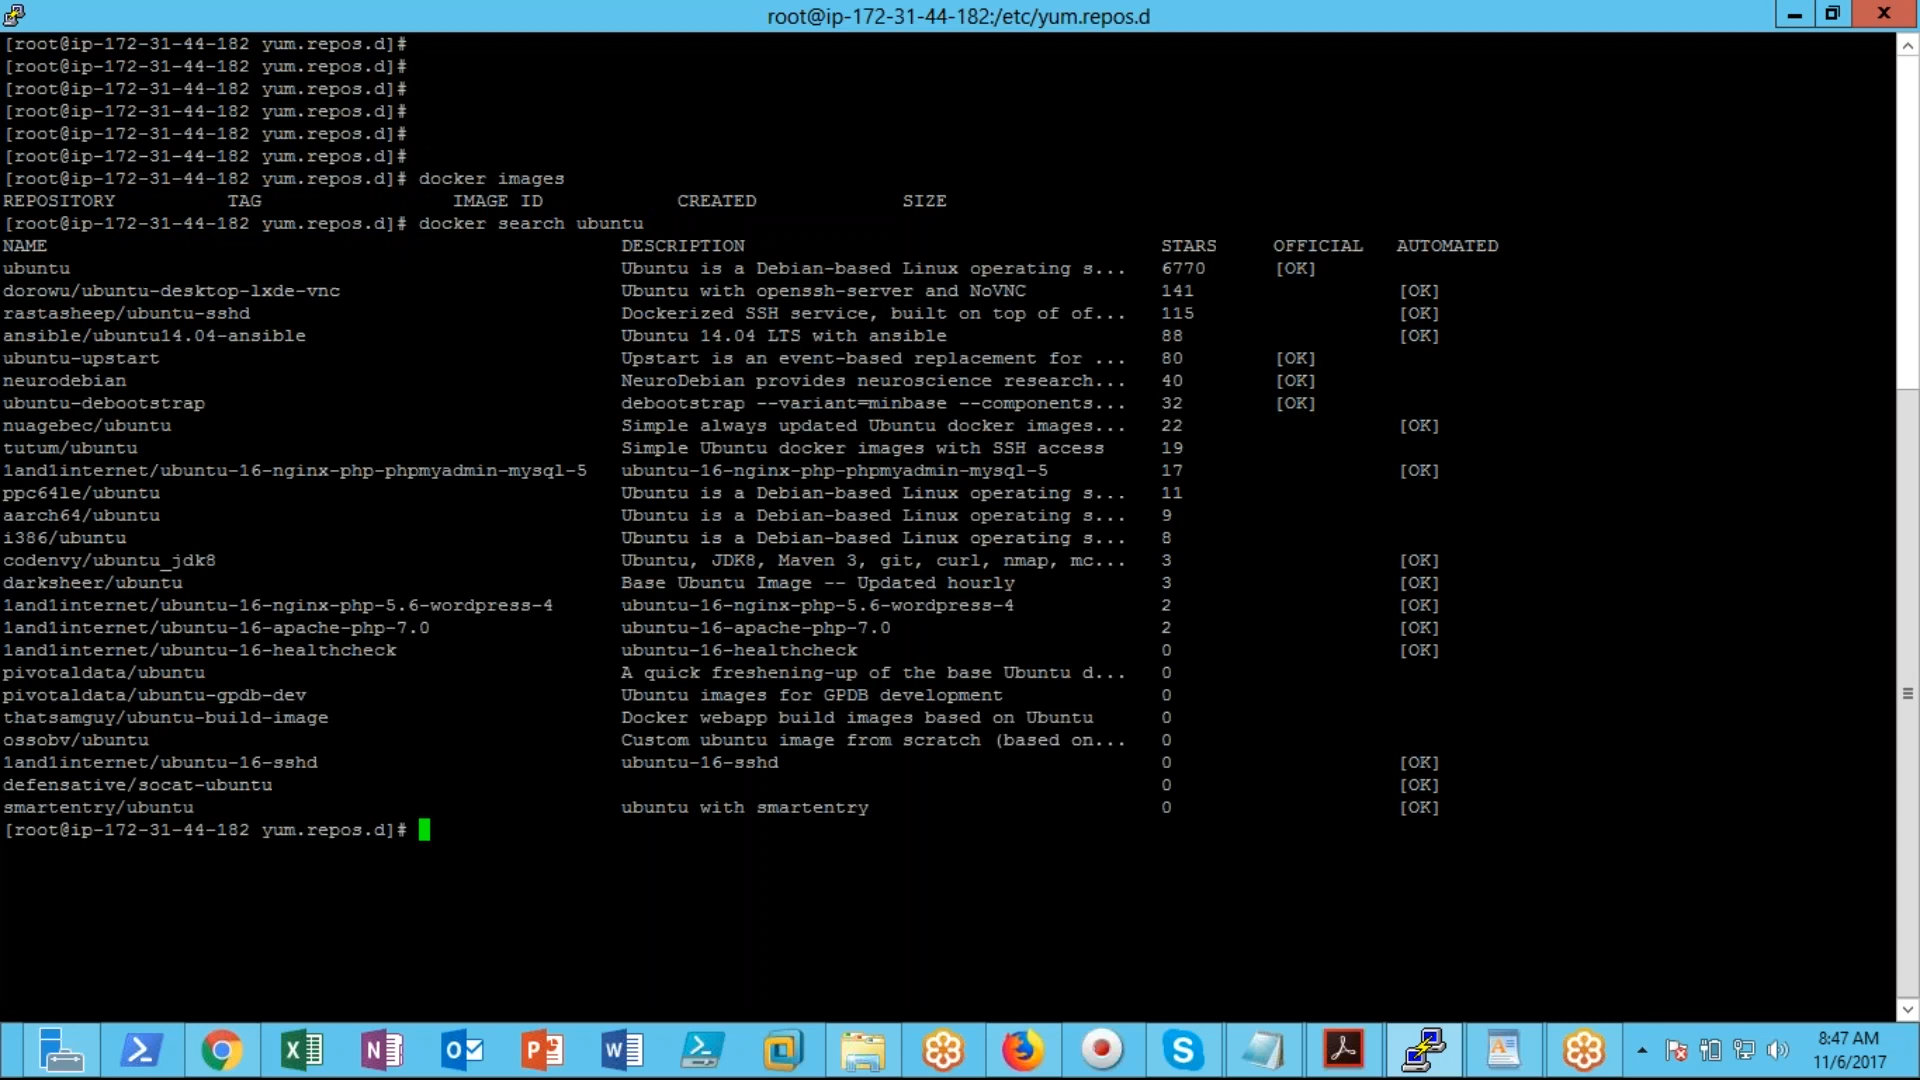 root@ip-172-31-44-182:/etc/yum.repos.d
[root@ip-172-31-44-182 yum.repos.d]#
[root@ip-172-31-44-182 yum.repos.d]#
[root@ip-172-31-44-182 yum.repos.d]#
[root@ip-172-31-44-182 yum.repos.d]#
[root@ip-172-31-44-182 yum.repos.d]#
[root@ip-172-31-44-182 yum.repos.d]#
[root@ip-172-31-44-182 yum.repos.d]# docker images
REPOSITORY TAG IMAGE ID CREATED SIZE
[root@ip-172-31-44-182 yum.repos.d]# docker search ubuntu
NAME DESCRIPTION STARS OFFICIAL AUTOMATED
ubuntu Ubuntu is a Debian-based Linux operating s... 6770 [OK]
dorowu/ubuntu-desktop-lxde-vnc Ubuntu with openssh-server and NoVNC 141 [OK]
rastasheep/ubuntu-sshd Dockerized SSH service, built on top of of... 115 [OK]
ansible/ubuntu14.04-ansible Ubuntu 14.04 LTS with ansible 88 [OK]
ubuntu-upstart Upstart is an event-based replacement for ... 80 [OK]
neurodebian NeuroDebian provides neuroscience research... 40 [OK]
ubuntu-debootstrap debootstrap --variant=minbase --components... 32 [OK]
nuagebec/ubuntu Simple always updated Ubuntu docker images... 22 [OK]
tutum/ubuntu Simple Ubuntu docker images with SSH access 19
1and1internet/ubuntu-16-nginx-php-phpmyadmin-mysql-5 ubuntu-16-nginx-php-phpmyadmin-mysql-5 17 [OK]
ppc64le/ubuntu Ubuntu is a Debian-based Linux operating s... 11
aarch64/ubuntu Ubuntu is a Debian-based Linux operating s... 9
i386/ubuntu Ubuntu is a Debian-based Linux operating s... 8
codenvy/ubuntu_jdk8 Ubuntu, JDK8, Maven 3, git, curl, nmap, mc... 3 [OK]
darksheer/ubuntu Base Ubuntu Image -- Updated hourly 3 [OK]
1and1internet/ubuntu-16-nginx-php-5.6-wordpress-4 ubuntu-16-nginx-php-5.6-wordpress-4 2 [OK]
1and1internet/ubuntu-16-apache-php-7.0 ubuntu-16-apache-php-7.0 2 [OK]
1and1internet/ubuntu-16-healthcheck ubuntu-16-healthcheck 0 [OK]
pivotaldata/ubuntu A quick freshening-up of the base Ubuntu d... 0
pivotaldata/ubuntu-gpdb-dev Ubuntu images for GPDB development 0
thatsamguy/ubuntu-build-image Docker webapp build images based on Ubuntu 0
ossobv/ubuntu Custom ubuntu image from scratch (based on... 0
1and1internet/ubuntu-16-sshd ubuntu-16-sshd 0 [OK]
defensative/socat-ubuntu 0 [OK]
smartentry/ubuntu ubuntu with smartentry 0 [OK]
[root@ip-172-31-44-182 yum.repos.d]#
8:47 AM
11/6/2017